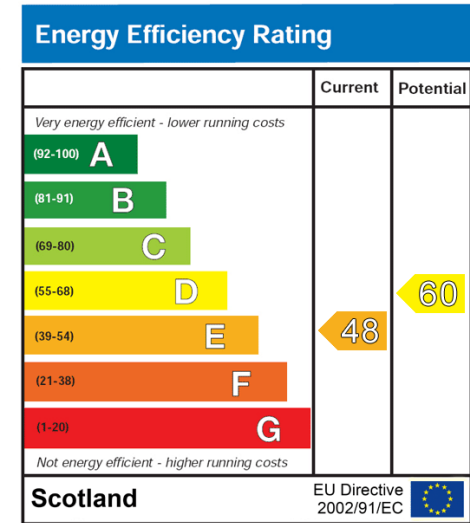 Energy Efficiency Rating
Current Potential
Very energy efficient - lower running costs
(92-100) A
(81-91) B
(69-80) C
(55-68) D
60
(39-54) E
48
(21-38) F
(1-20) G
Not energy efficient - higher running costs
Scotland
EU Directive
2002/91/EC